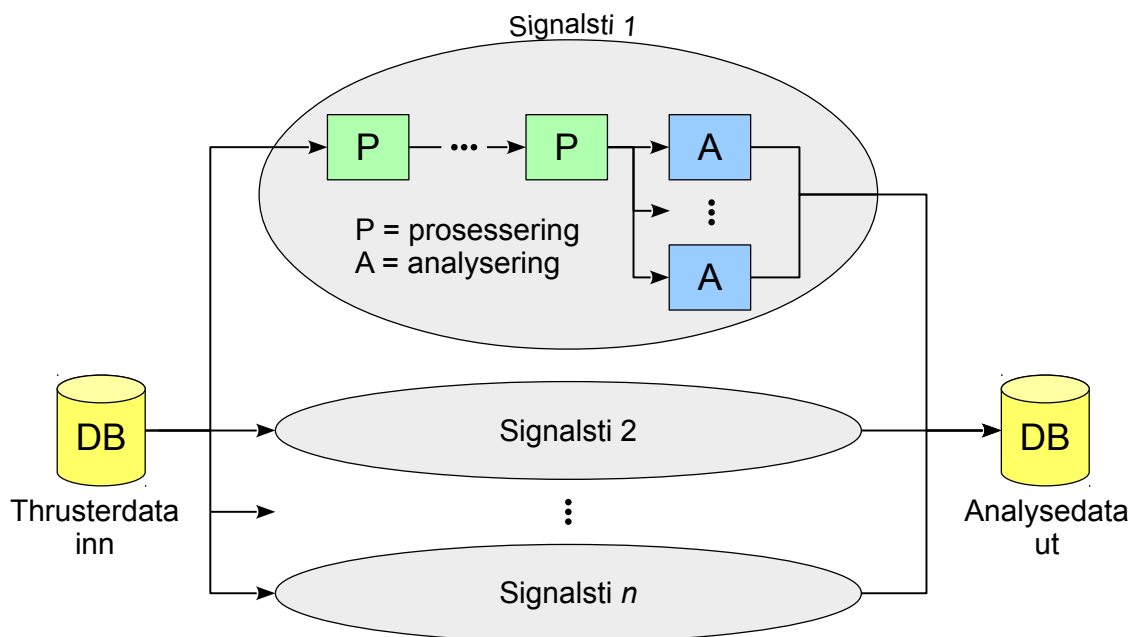 Signalsti 1
P
P
A
P = prosessering
A = analysering
A
DB
Thrusterdata
inn
Signalsti 2
Signalsti n
DB
Analysedata
ut